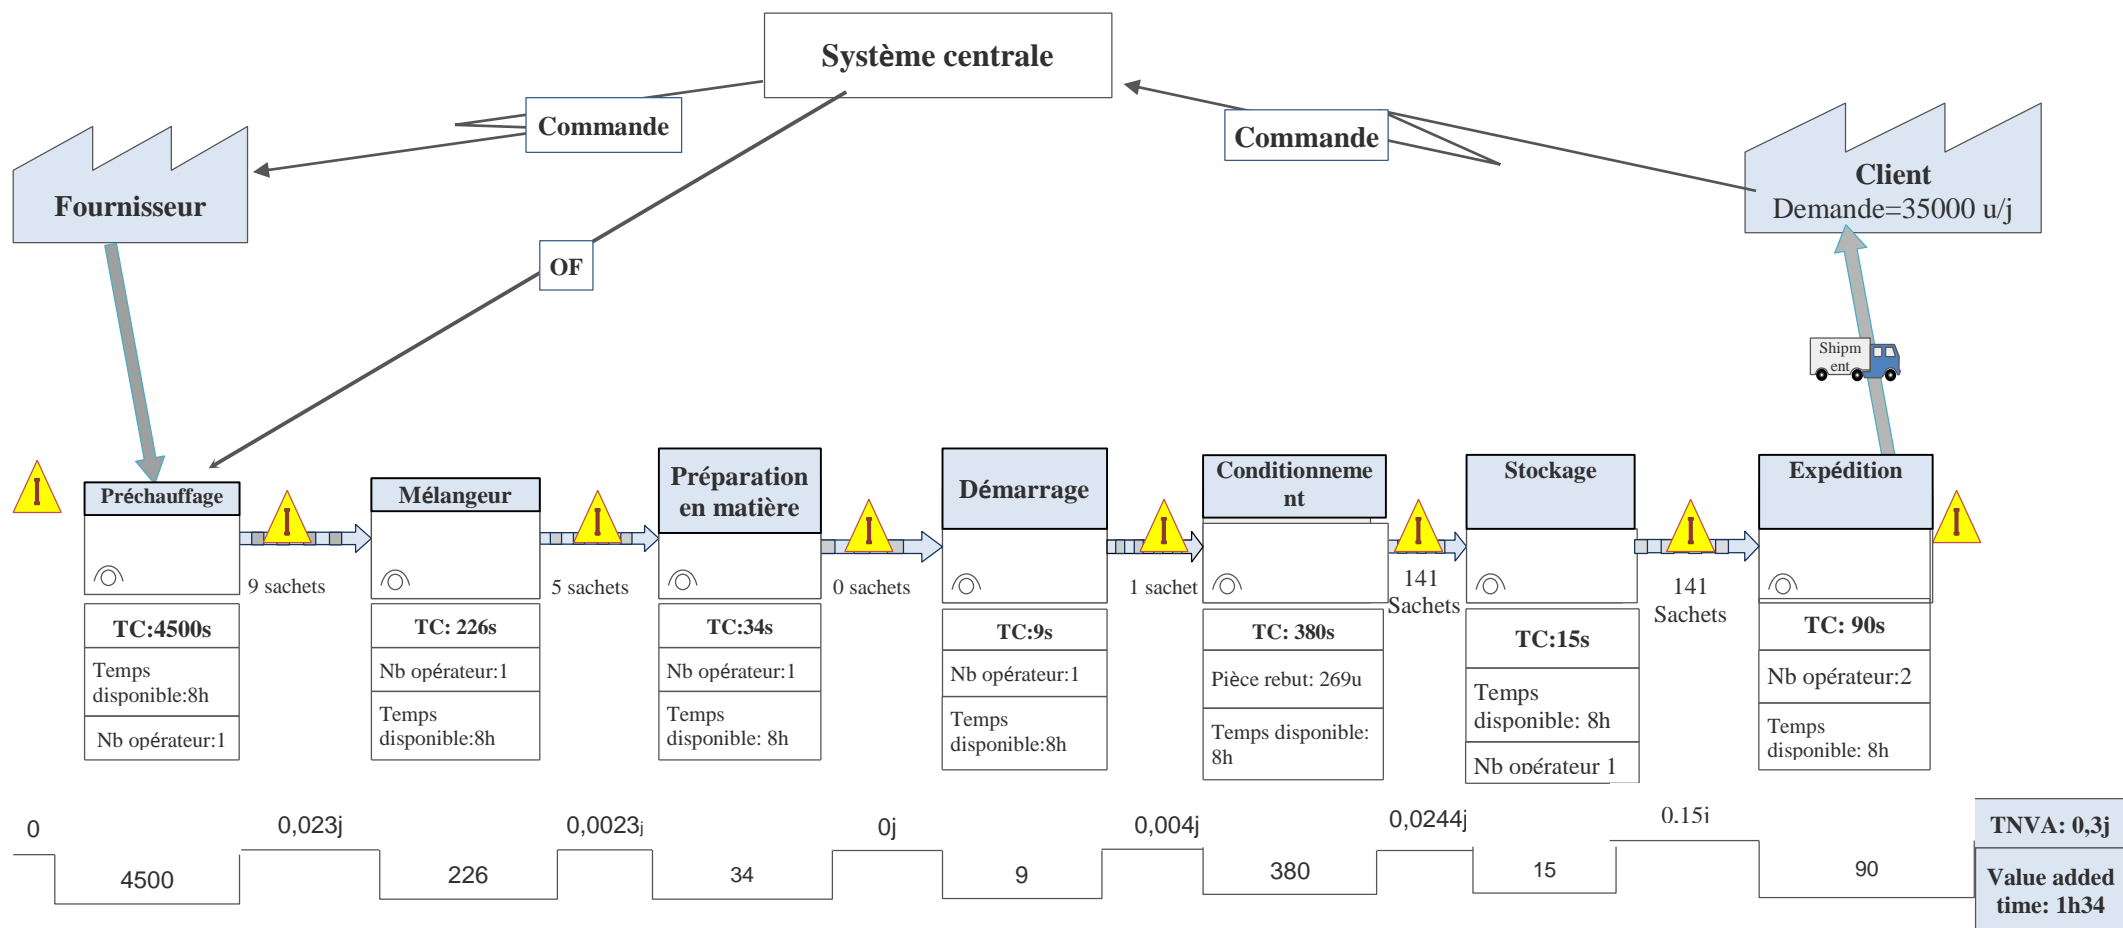 Système centrale
Commande
Commande
Fournisseur
Client
Demande=35000 u/j
OF
Shipm
ent
Préchauffage
Mélangeur
Préparation
en matière
Démarrage
Conditionneme
nt
Stockage
Expédition
9 sachets
5 sachets
0 sachets
1 sachet
141
Sachets
141
Sachets
TC:4500s
Temps
disponible:8h
Nb opérateur:1
TC: 226s
Nb opérateur:1
Temps
disponible:8h
TC:34s
Nb opérateur:1
Temps
disponible: 8h
TC:9s
Nb opérateur:1
Temps
disponible:8h
TC: 380s
Pièce rebut: 269u
Temps disponible:
8h
TC:15s
Temps
disponible: 8h
Nb opérateur 1
TC: 90s
Nb opérateur:2
Temps
disponible: 8h
0
0,023j
0,0023j
0j
0,004j
0,0244j
0.15j
TNVA: 0,3j
4500
226
34
9
380
15
90
Value added
time: 1h34